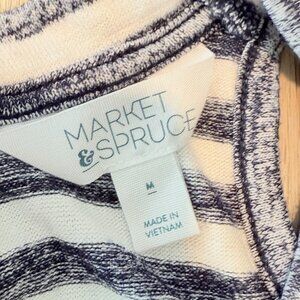 MARKET
& SPRUCE
M
MADE IN
VIETNAM